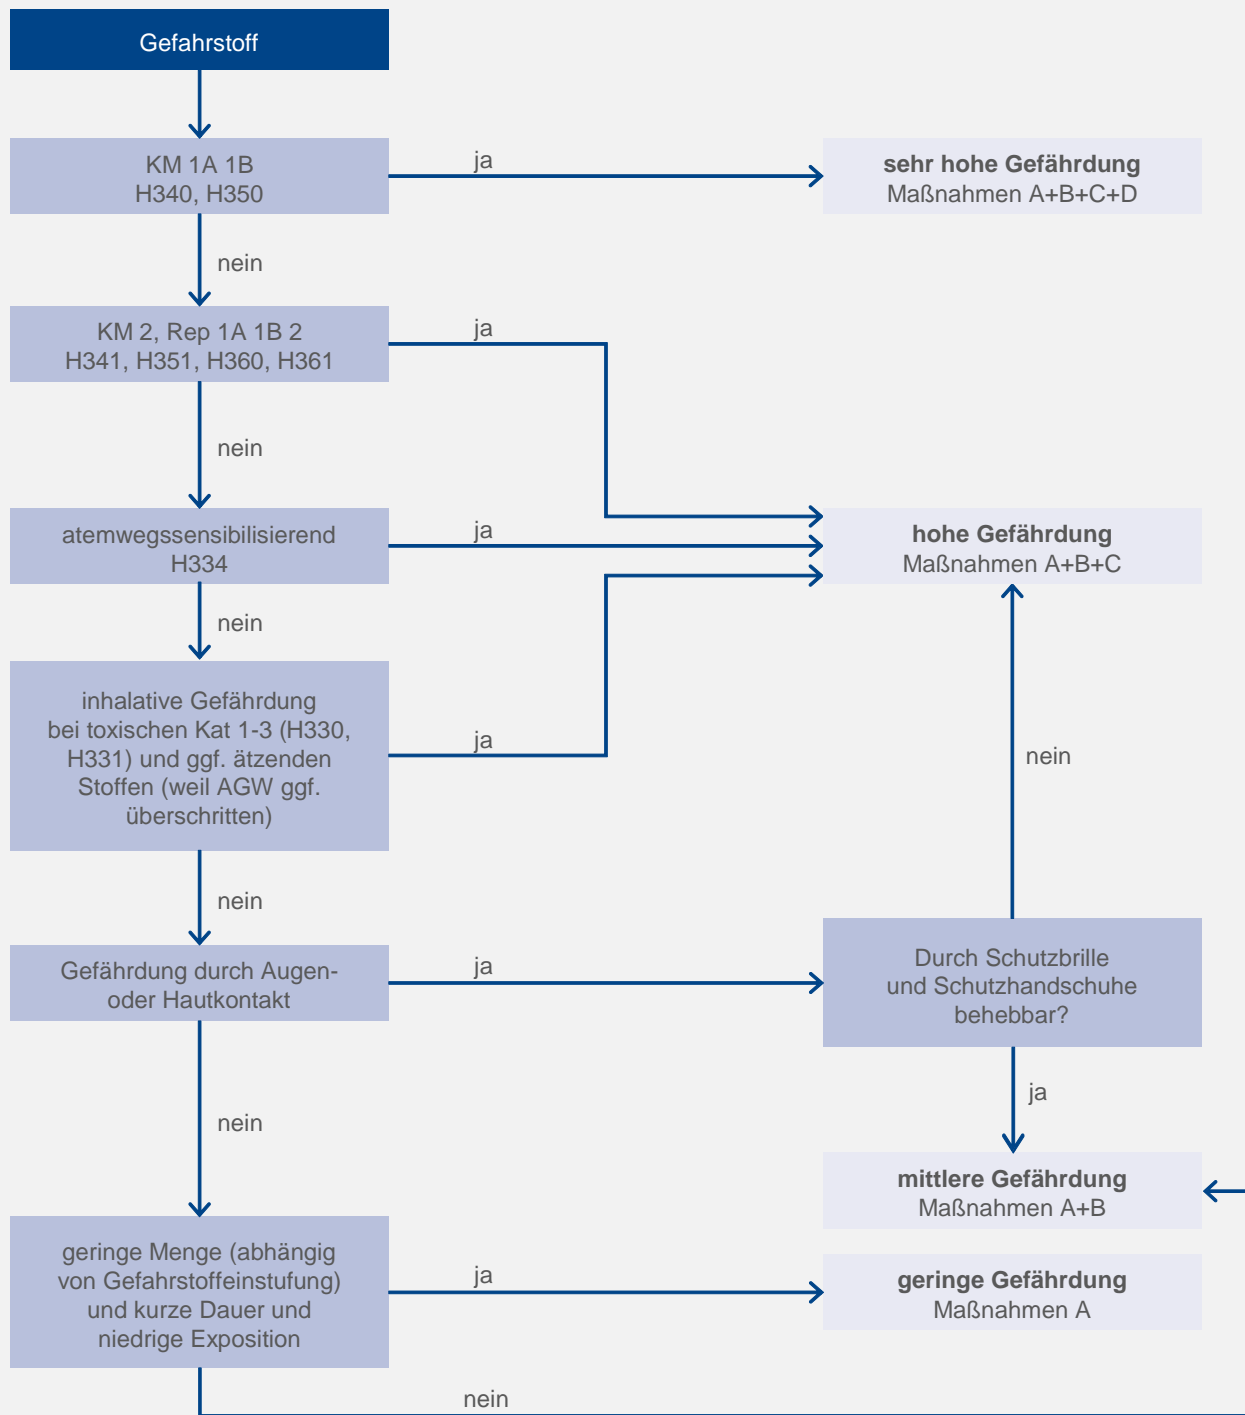 Gefahrstoff
KM 1A 1B
H340, H350
ja
sehr hohe Gefährdung
Maßnahmen A+B+C+D
nein
KM 2, Rep 1A 1B 2
H341, H351, H360, H361
ja
nein
atemwegssensibilisierend
H334
ja
hohe Gefährdung
Maßnahmen A+B+C
nein
inhalative Gefährdung
bei toxischen Kat 1-3 (H330,
H331) und ggf. ätzenden
Stoffen (weil AGW ggf.
überschritten)
ja
nein
nein
Gefährdung durch Augen-
oder Hautkontakt
ja
Durch Schutzbrille
und Schutzhandschuhe
behebbar?
ja
nein
mittlere Gefährdung
Maßnahmen A+B
geringe Menge (abhängig
von Gefahrstoffeinstufung)
und kurze Dauer und
niedrige Exposition
ja
geringe Gefährdung
Maßnahmen A
nein